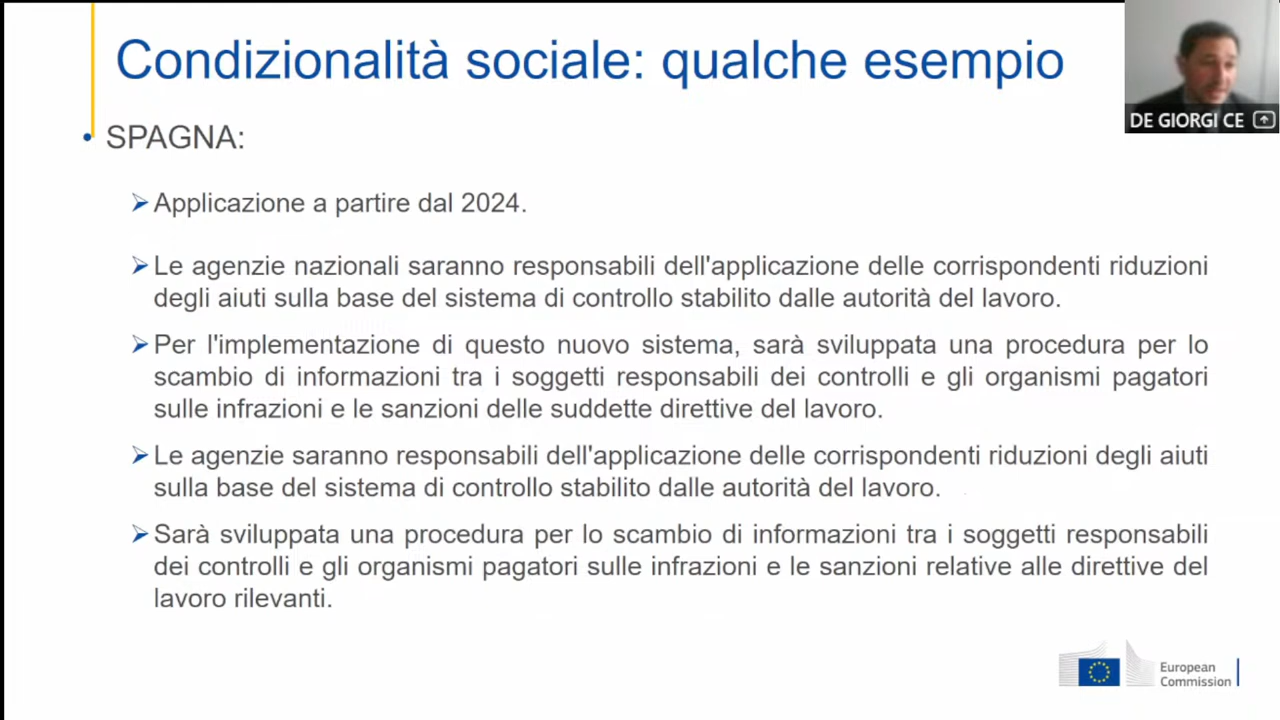 Condizionalità sociale: qualche esempio
DE GIORGI CE
• SPAGNA:
Applicazione a partire dal 2024.
Le agenzie nazionali saranno responsabili dell'applicazione delle corrispondenti riduzioni
degli aiuti sulla base del sistema di controllo stabilito dalle autorità del lavoro.
Per l'implementazione di questo nuovo sistema, sarà sviluppata una procedura per lo
scambio di informazioni tra i soggetti responsabili dei controlli e gli organismi pagatori
sulle infrazioni e le sanzioni delle suddette direttive del lavoro.
Le agenzie saranno responsabili dell'applicazione delle corrispondenti riduzioni degli aiuti
sulla base del sistema di controllo stabilito dalle autorità del lavoro.
Sarà sviluppata una procedura per lo scambio di informazioni tra i soggetti responsabili
dei controlli e gli organismi pagatori sulle infrazioni e le sanzioni relative alle direttive del
lavoro rilevanti.
European
Commission